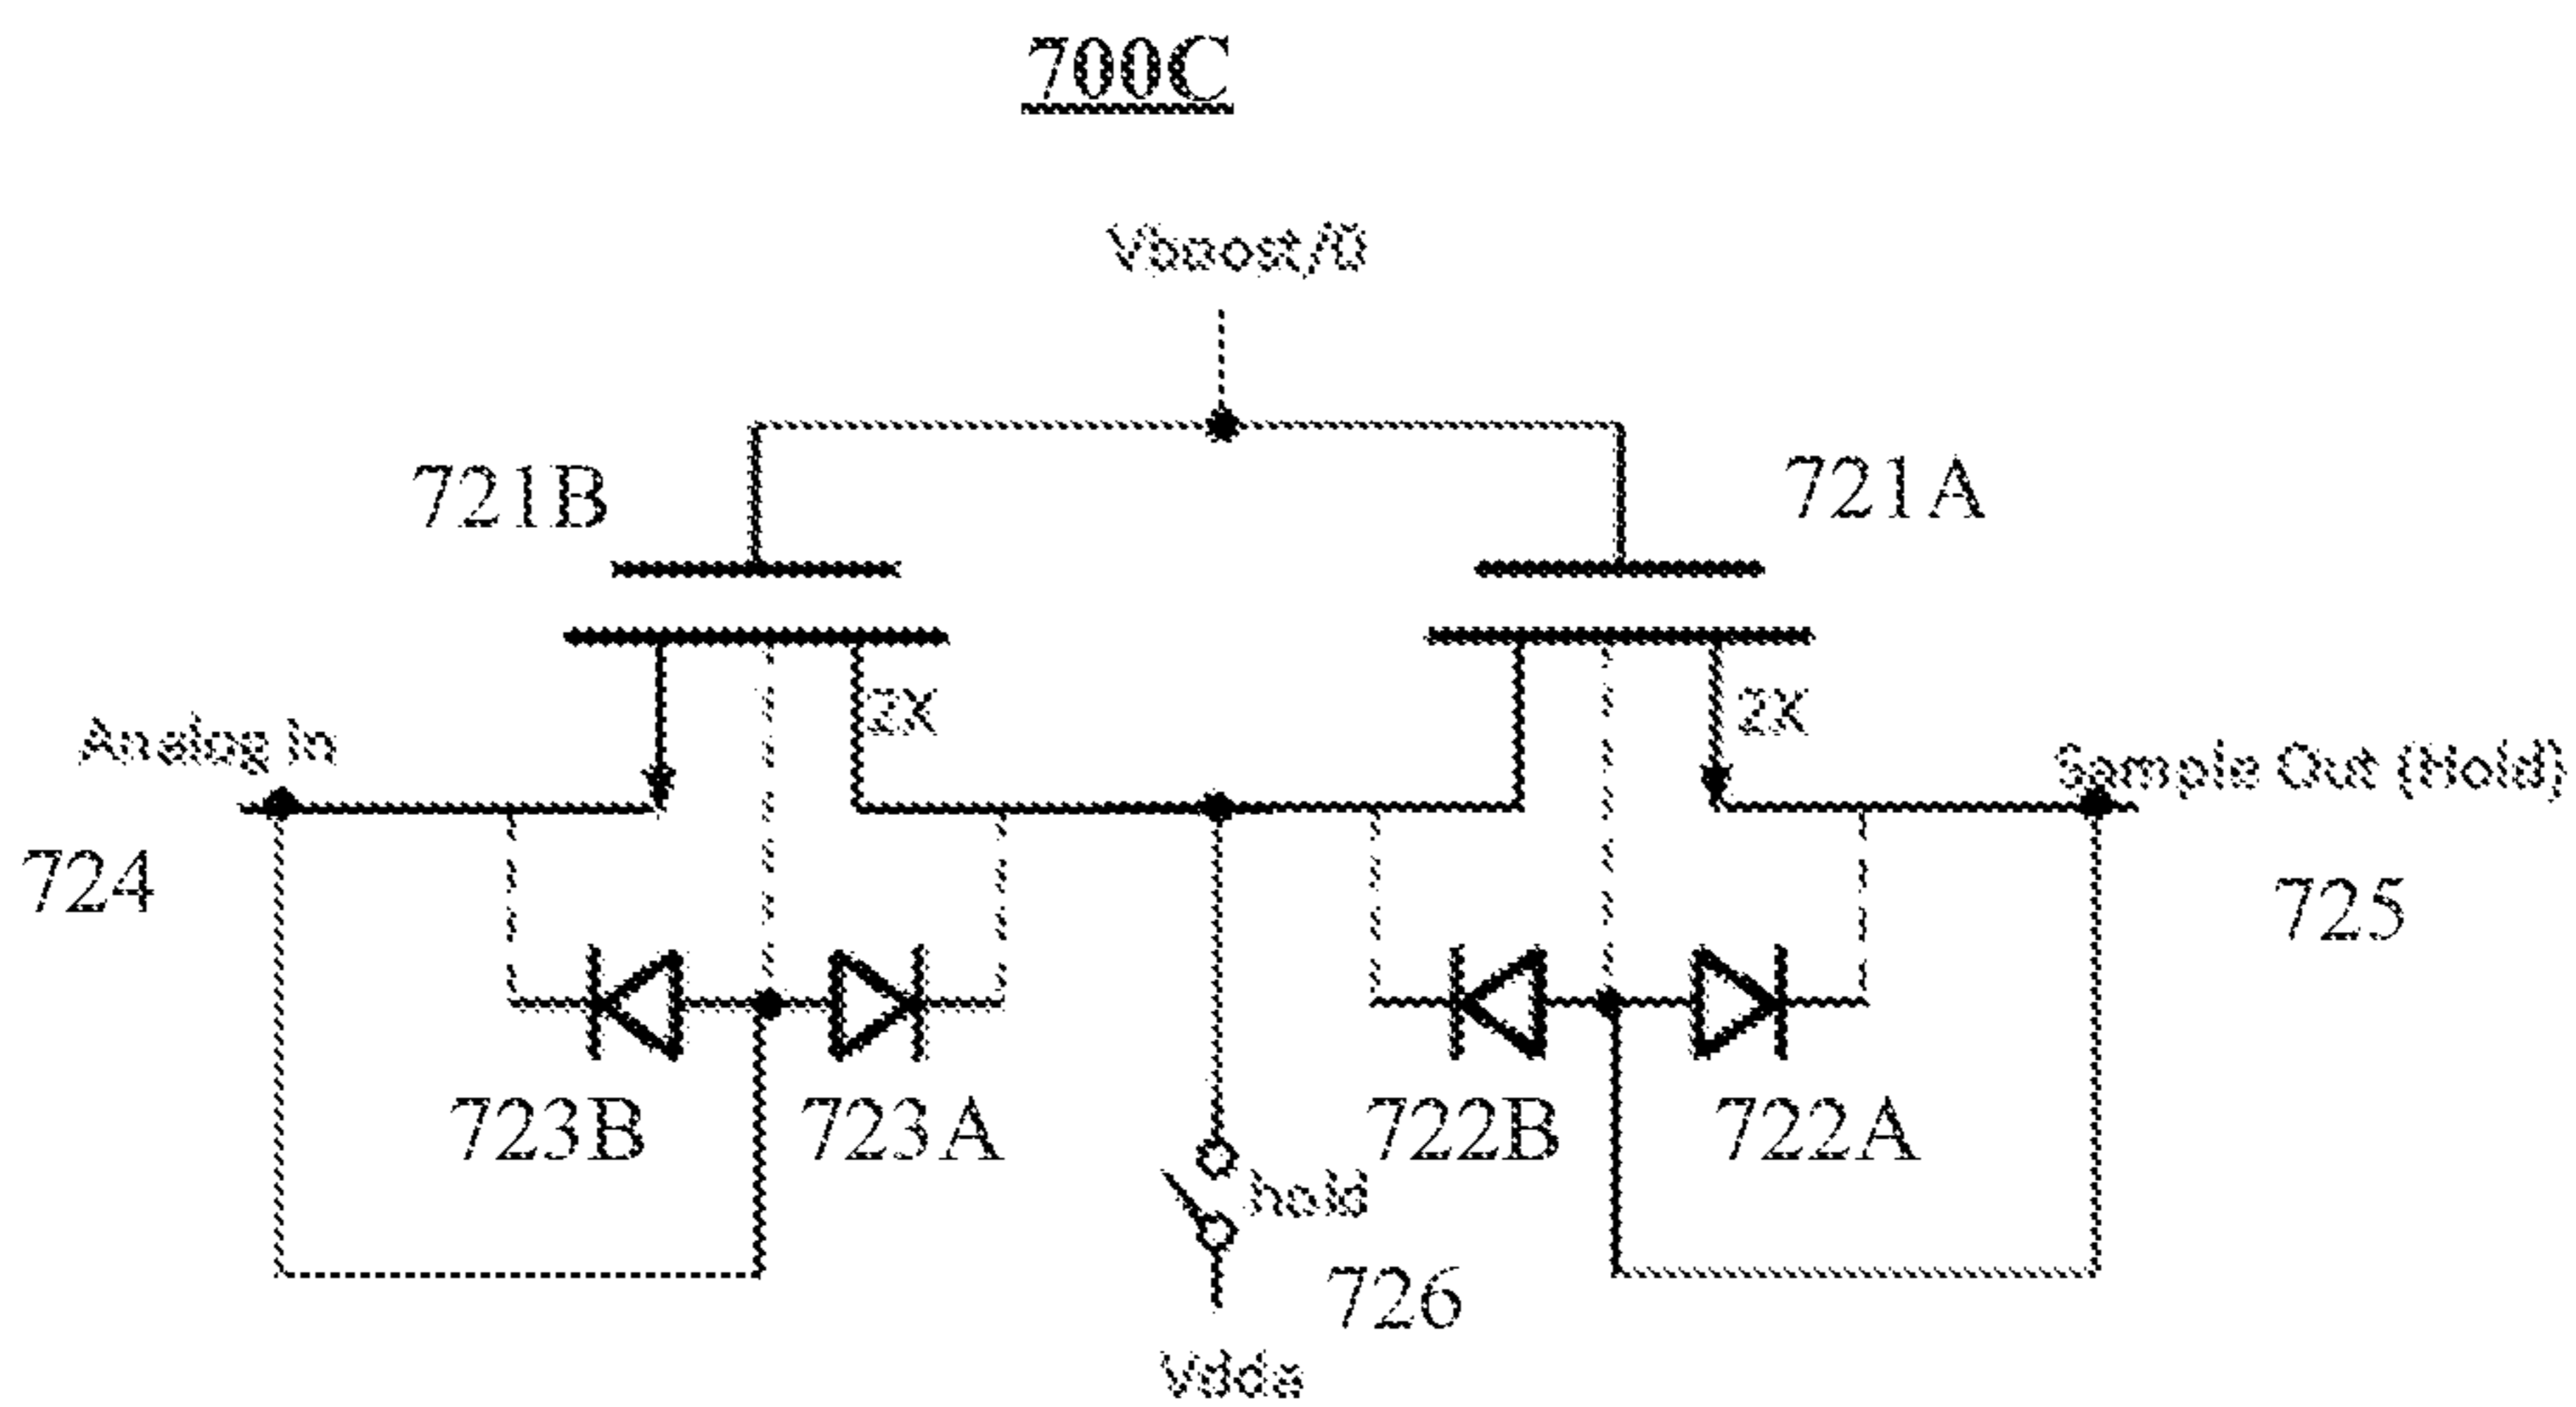 700C
Vboost/0
721B
721A
2X
2X
Analog In
Sample Out (Hold)
724
725
723B
723A
722B
722A
hold
726
Vdda